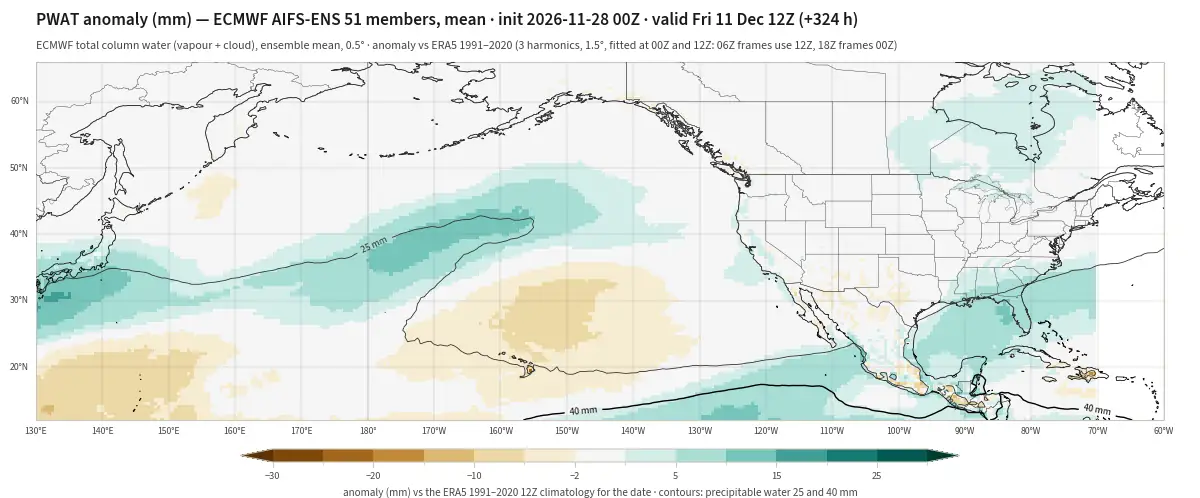 PWAT anomaly (mm) — ECMWF AIFS-ENS 51 members, mean · init 2026-11-28 00Z · valid Fri 11 Dec 12Z (+324 h)
ECMWF total column water (vapour + cloud), ensemble mean, 0.5° · anomaly vs ERA5 1991–2020 (3 harmonics, 1.5°, fitted at 00Z and 12Z: 06Z frames use 12Z, 18Z frames 00Z)
60°N
50°N
40°N
30°N
20°N
25 mm
40 mm
40 mm
130°E 140°E 150°E 160°E 170°E 180° 170°W 160°W 150°W 140°W 130°W 120°W 110°W 100°W 90°W 80°W 70°W 60°W
−30 −20 −10 −2 5 15 25
anomaly (mm) vs the ERA5 1991–2020 12Z climatology for the date · contours: precipitable water 25 and 40 mm